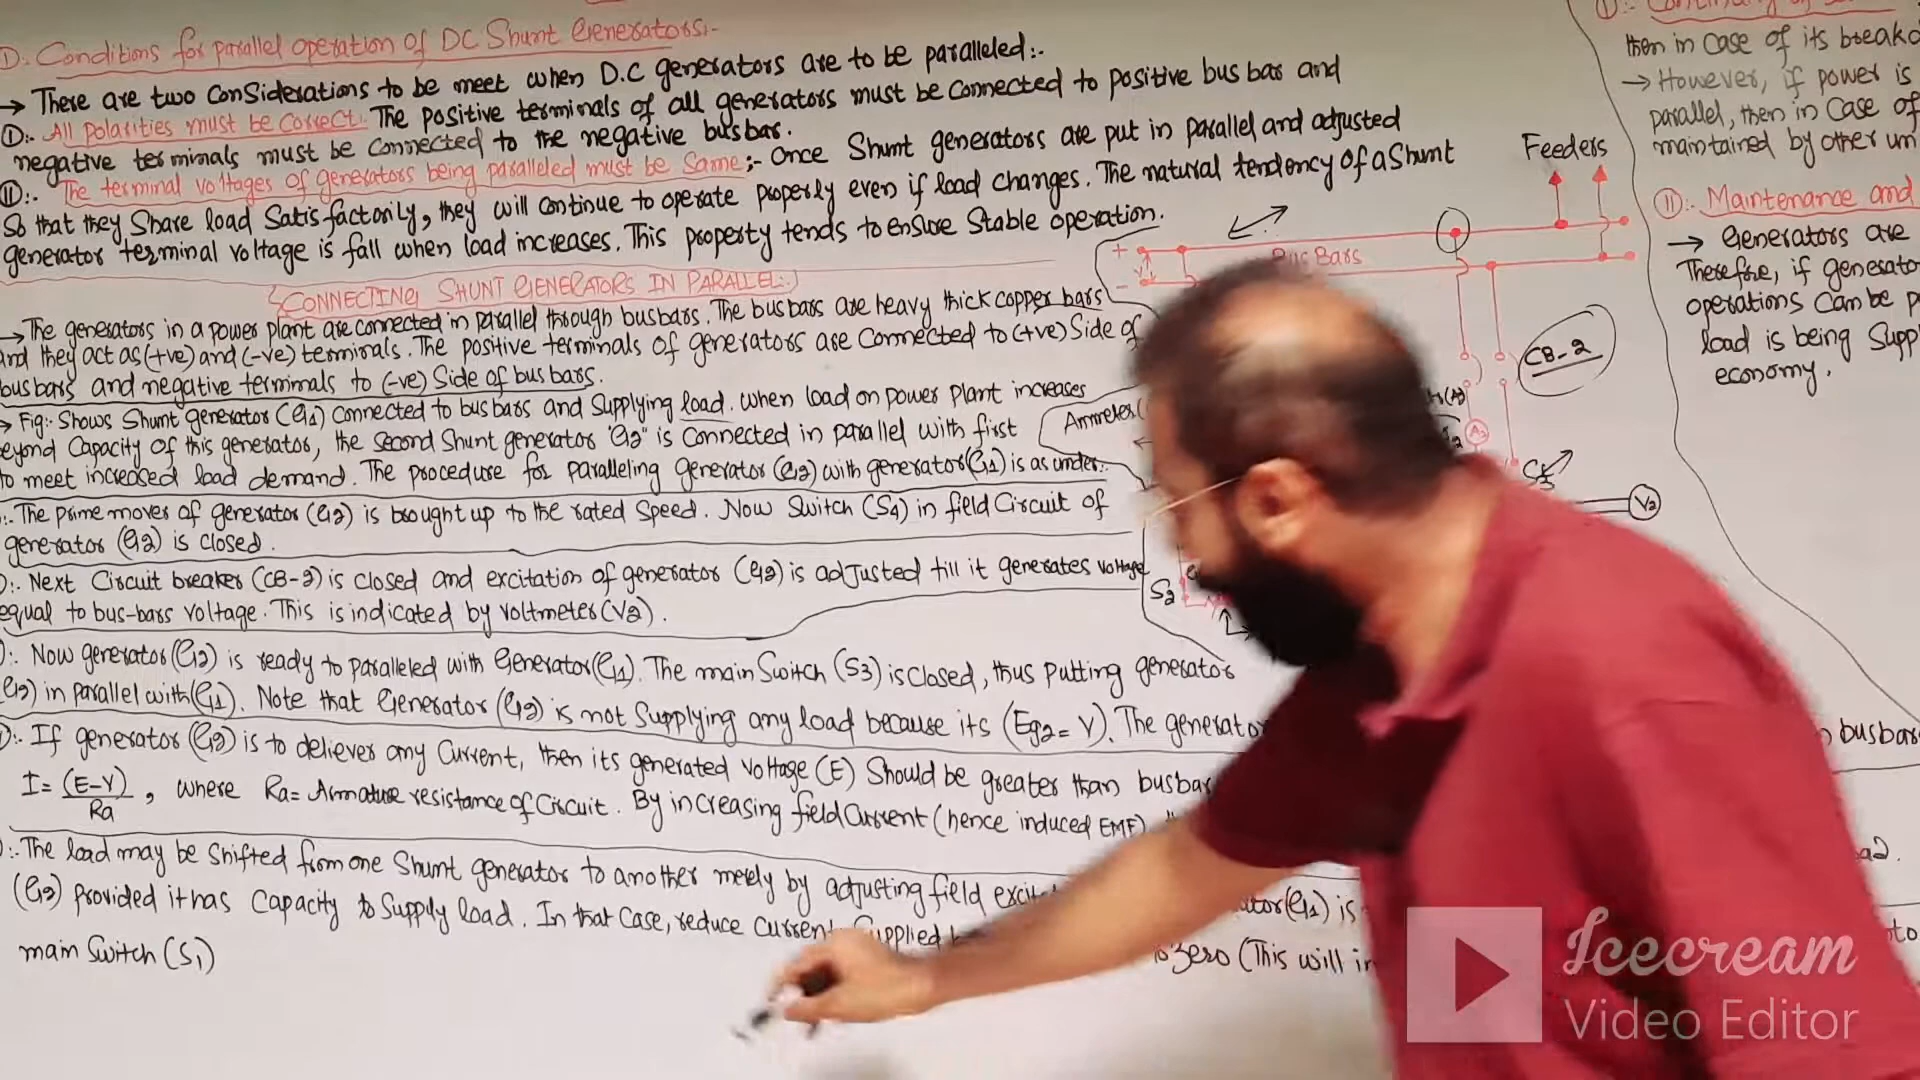 D:- Conditions for parallel operation of DC Shunt Generators:-
→ There are two Considerations to be meet when D.C generators are to be paralleled:-
I:- All polarities must be correct. The positive terminals of all generators must be connected to positive bus bar and
negative terminals must be connected to the negative busbar.
II:- The terminal voltages of generators being paralleled must be Same:- Once Shunt generators are put in parallel and adjusted
So that they Share load Satisfactorily, they will continue to operate properly even if load changes. The natural tendency of a Shunt
generator terminal voltage is fall when load increases. This property tends to ensure Stable operation.
CONNECTING SHUNT GENERATORS IN PARALLEL:-
→ The generators in a power plant are connected in parallel through busbars. The busbars are heavy thick copper bars
and they act as (+ve) and (-ve) terminals. The positive terminals of generators are Connected to (+ve) Side of
busbars and negative terminals to (-ve) Side of busbars.
→ Fig:- Shows Shunt generator (G1) Connected to busbars and Supplying load. when load on power plant increases
eyond Capacity of this generator, the second Shunt generator "G2" is Connected in parallel with first
to meet increased load demand. The procedure for paralleling generator (G2) with generator (G1) is as under:-
:- The prime mover of generator (G2) is brought up to the rated Speed. Now Switch (S4) in field Circuit of
generator (G2) is closed.
:- Next Circuit breaker (CB-2) is closed and excitation of generator (G2) is adjusted till it generates voltage
equal to bus-bars voltage. This is indicated by voltmeter (V2).
:- Now generator (G2) is ready to paralleled with Generator (G1). The main Switch (S3) is closed, thus putting generator
G2) in parallel with (G1). Note that Generator (G2) is not Supplying any load because its (Eg2 = V). The generator
:- If generator (G2) is to deliever any Current, then its generated voltage (E) Should be greater than busbar
I = (E-V)/Ra, where Ra = Armature resistance of Circuit. By increasing field Current (hence induced EMF)
:- The load may be shifted from one Shunt generator to another merely by adjusting field
(G2) provided it has Capacity to Supply load. In that Case, reduce current Supplied
to zero (This will in
main Switch (S1)
Feeders
+
-
V
Bus Bars
CB-2
Ammeter
A2
S3
V2
S2
then in Case of its
→ However, if power is
parallel, then in Case of
maintained by other
II:- Maintenance and
→ Generators are
Therefore, if
operations Can be
load is being
economy.
busbar
Icecream
Video Editor